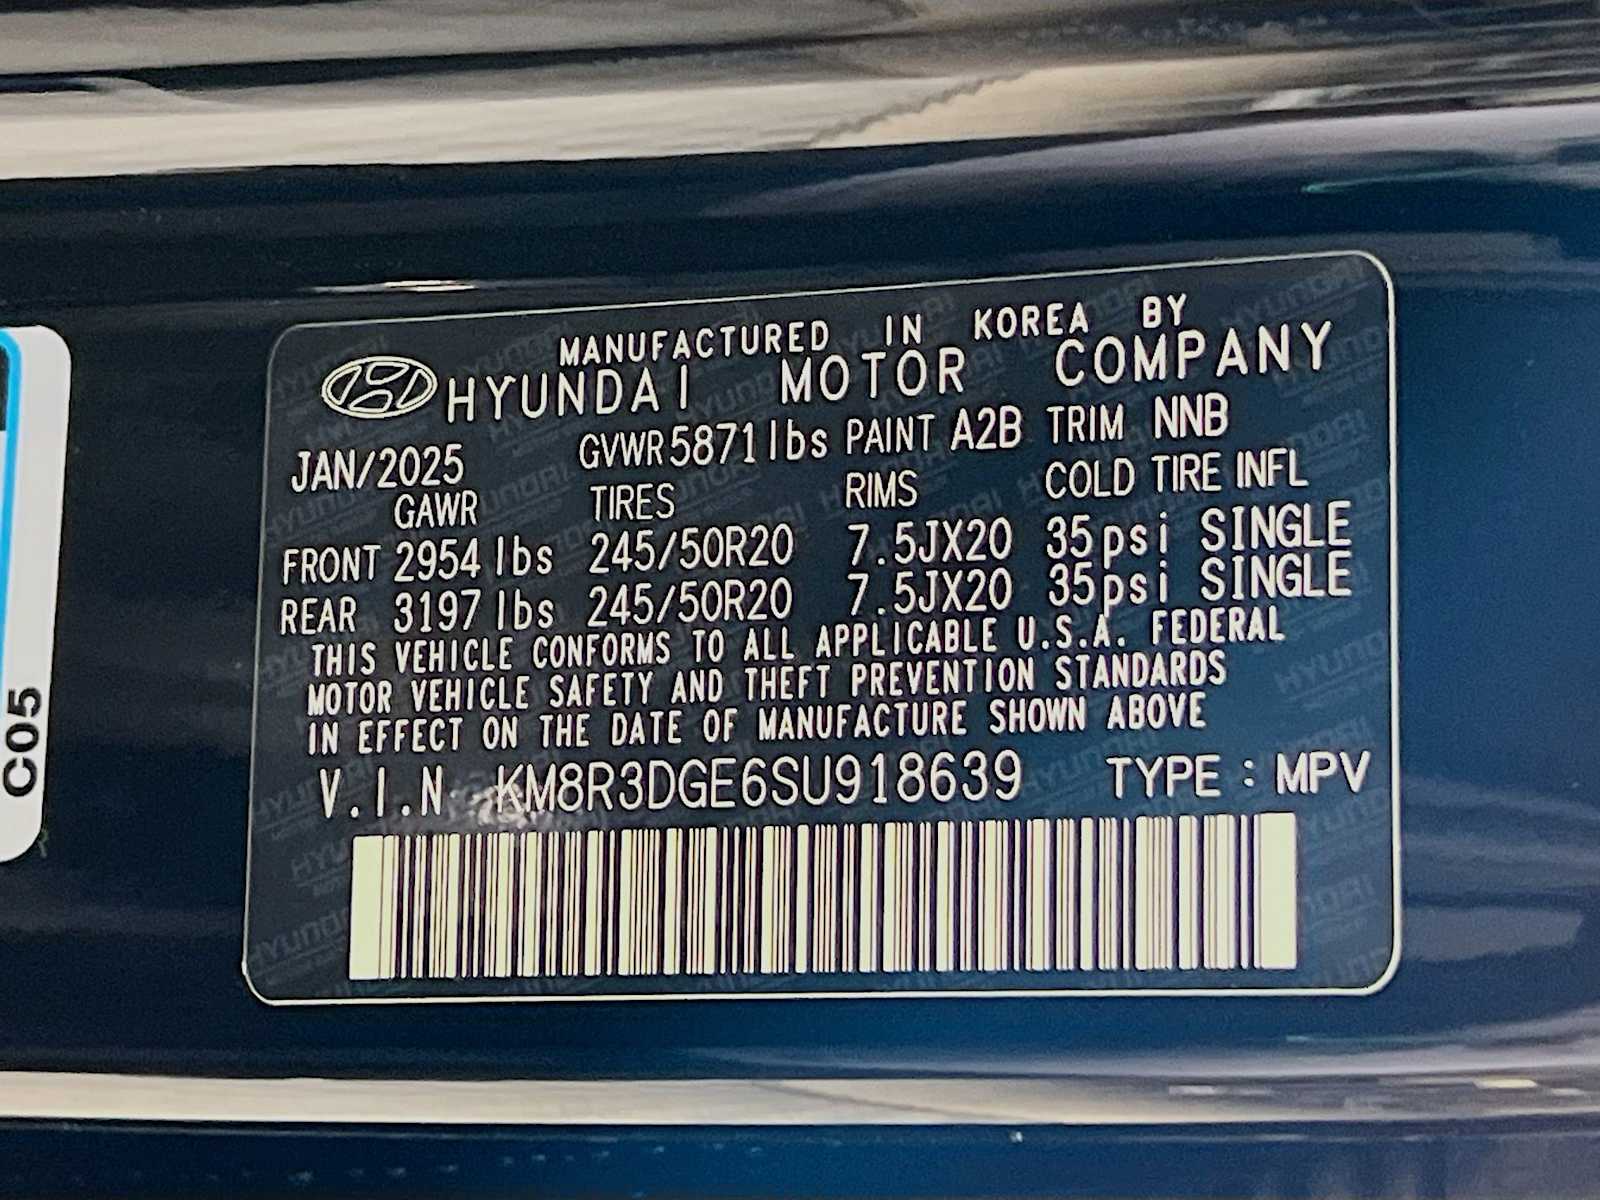 MANUFACTURED IN KOREA BY
HYUNDAI MOTOR COMPANY
JAN/2025 GVWR 5871 lbs PAINT A2B TRIM NNB
GAWR TIRES RIMS COLD TIRE INFL
FRONT 2954 lbs 245/50R20 7.5JX20 35psi SINGLE
REAR 3197 lbs 245/50R20 7.5JX20 35psi SINGLE
THIS VEHICLE CONFORMS TO ALL APPLICABLE U.S.A. FEDERAL
MOTOR VEHICLE SAFETY AND THEFT PREVENTION STANDARDS
IN EFFECT ON THE DATE OF MANUFACTURE SHOWN ABOVE
V.I.N KM8R3DGE6SU918639 TYPE : MPV
C05